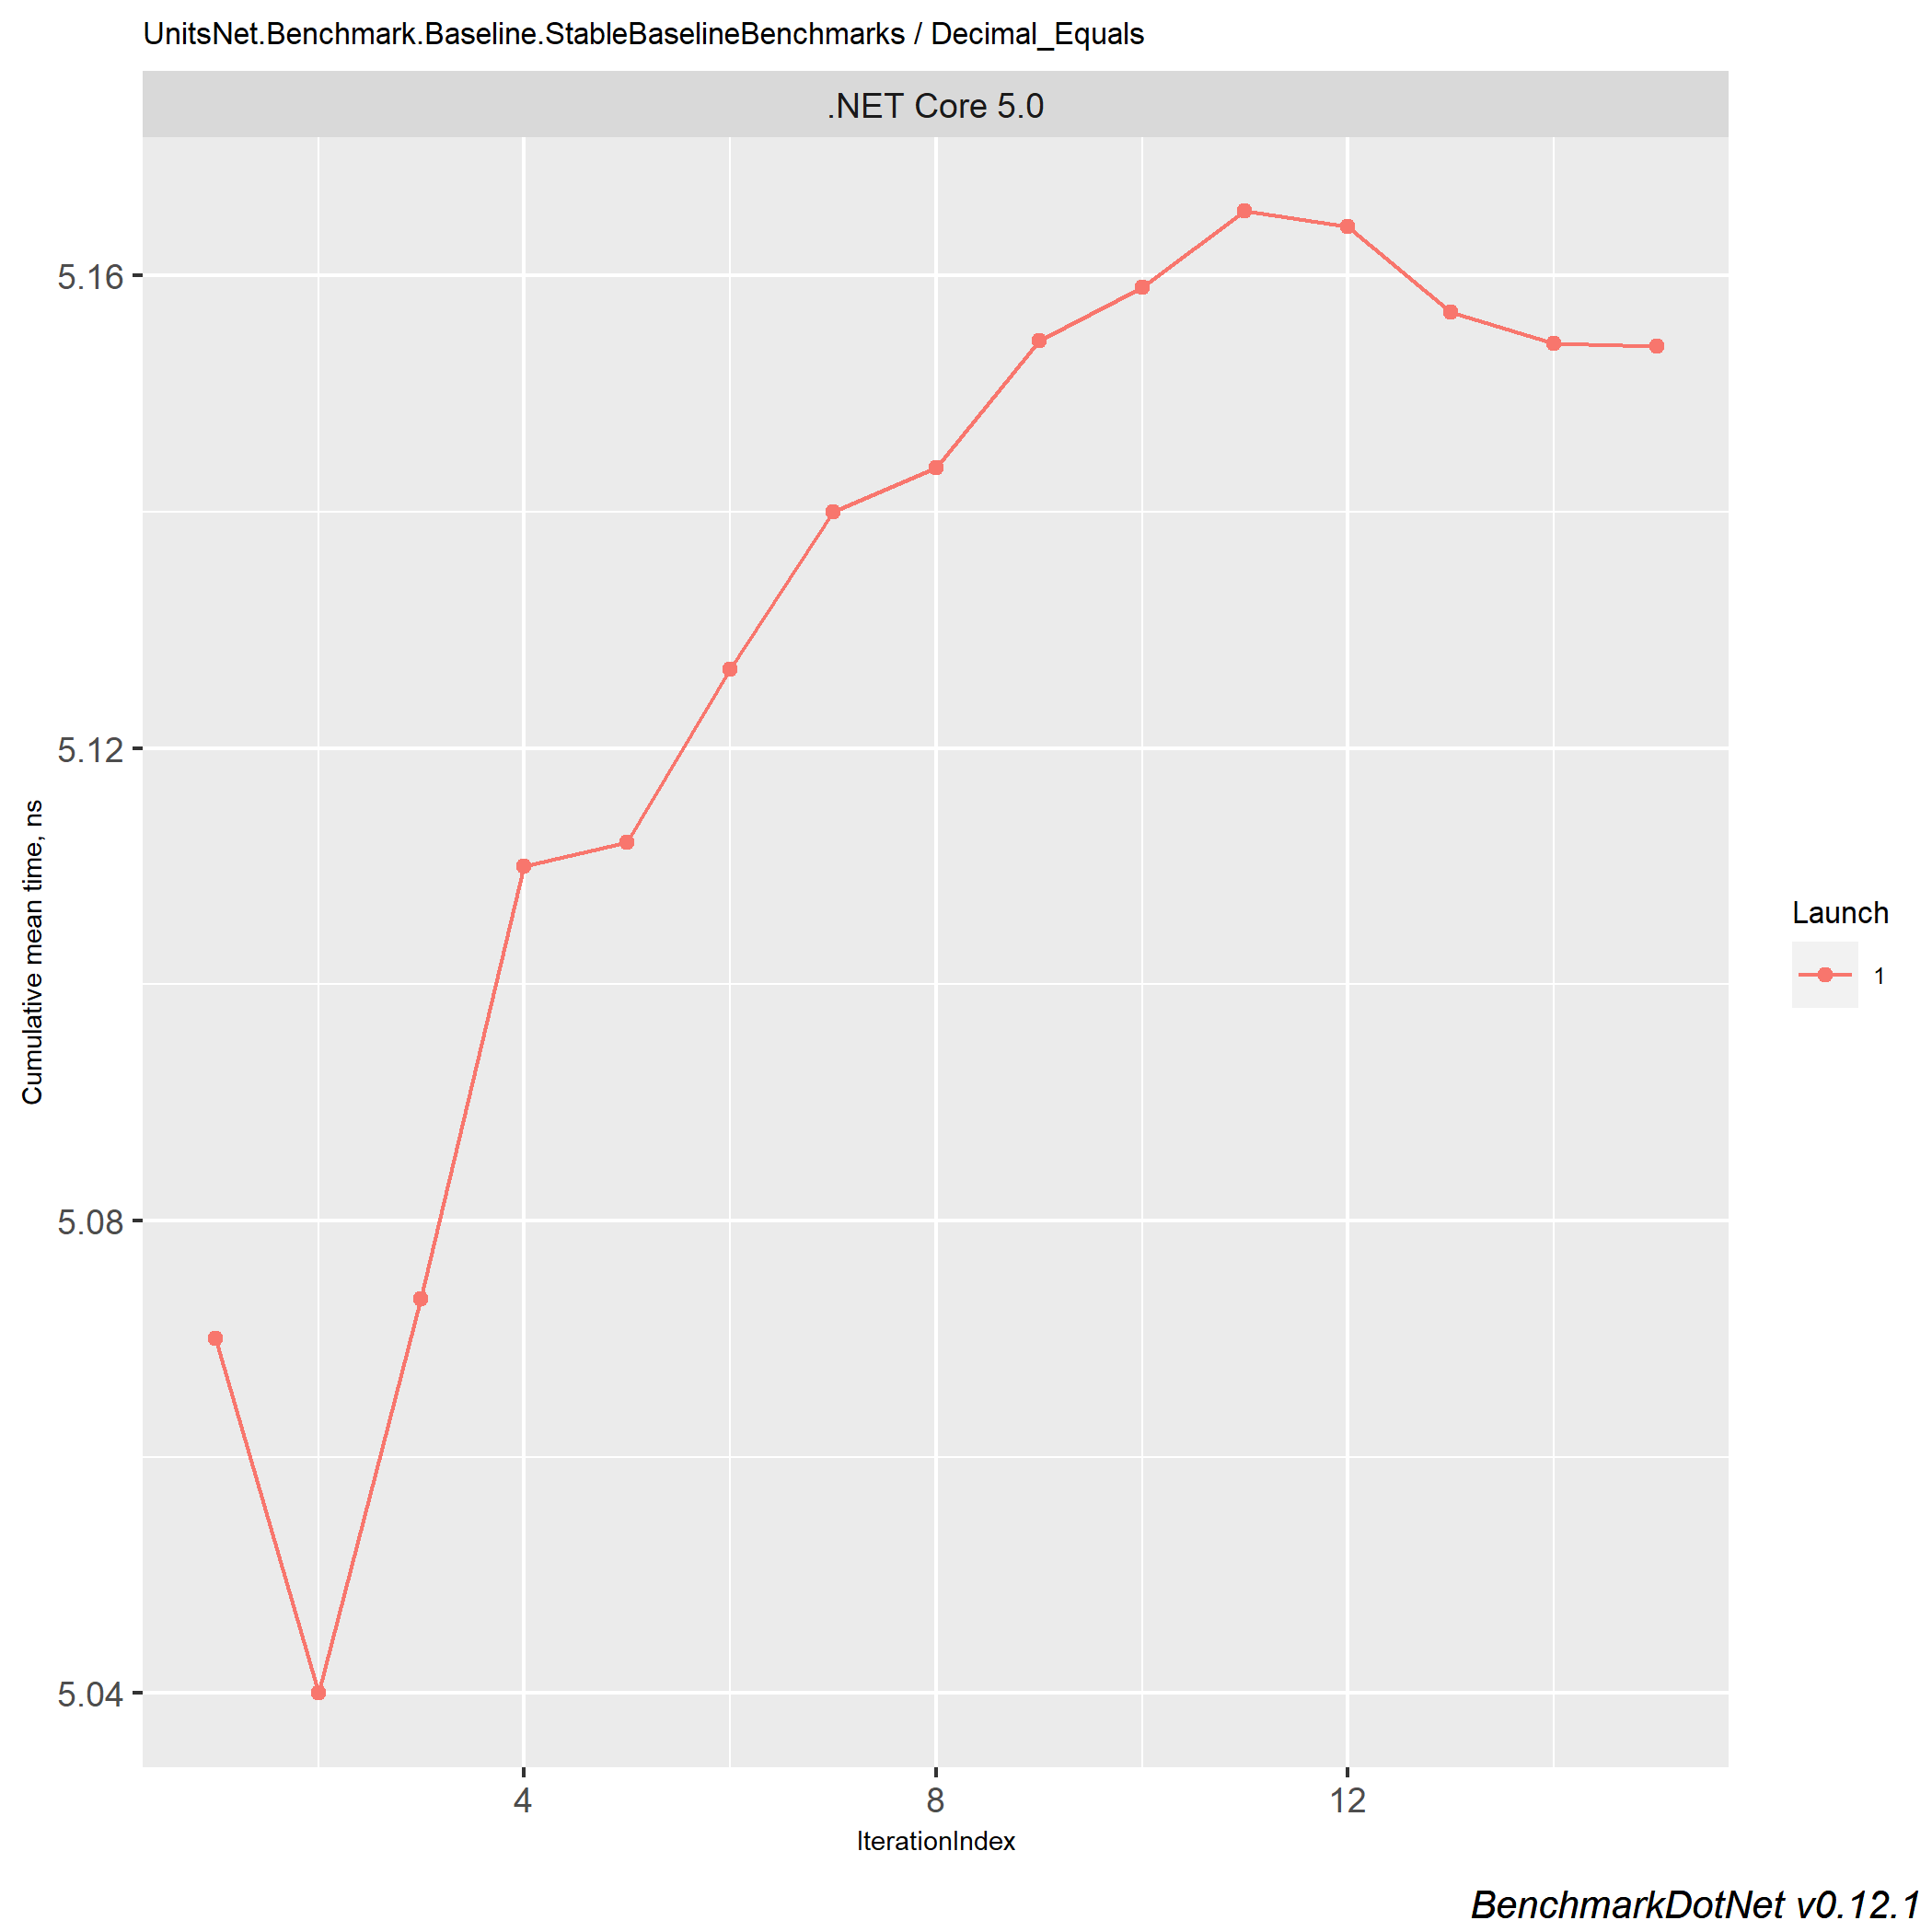 UnitsNet.Benchmark.Baseline.StableBaselineBenchmarks / Decimal_Equals
.NET Core 5.0
5.16
5.12
5.08
5.04
Cumulative mean time, ns
4
8
12
IterationIndex
Launch
1
BenchmarkDotNet v0.12.1